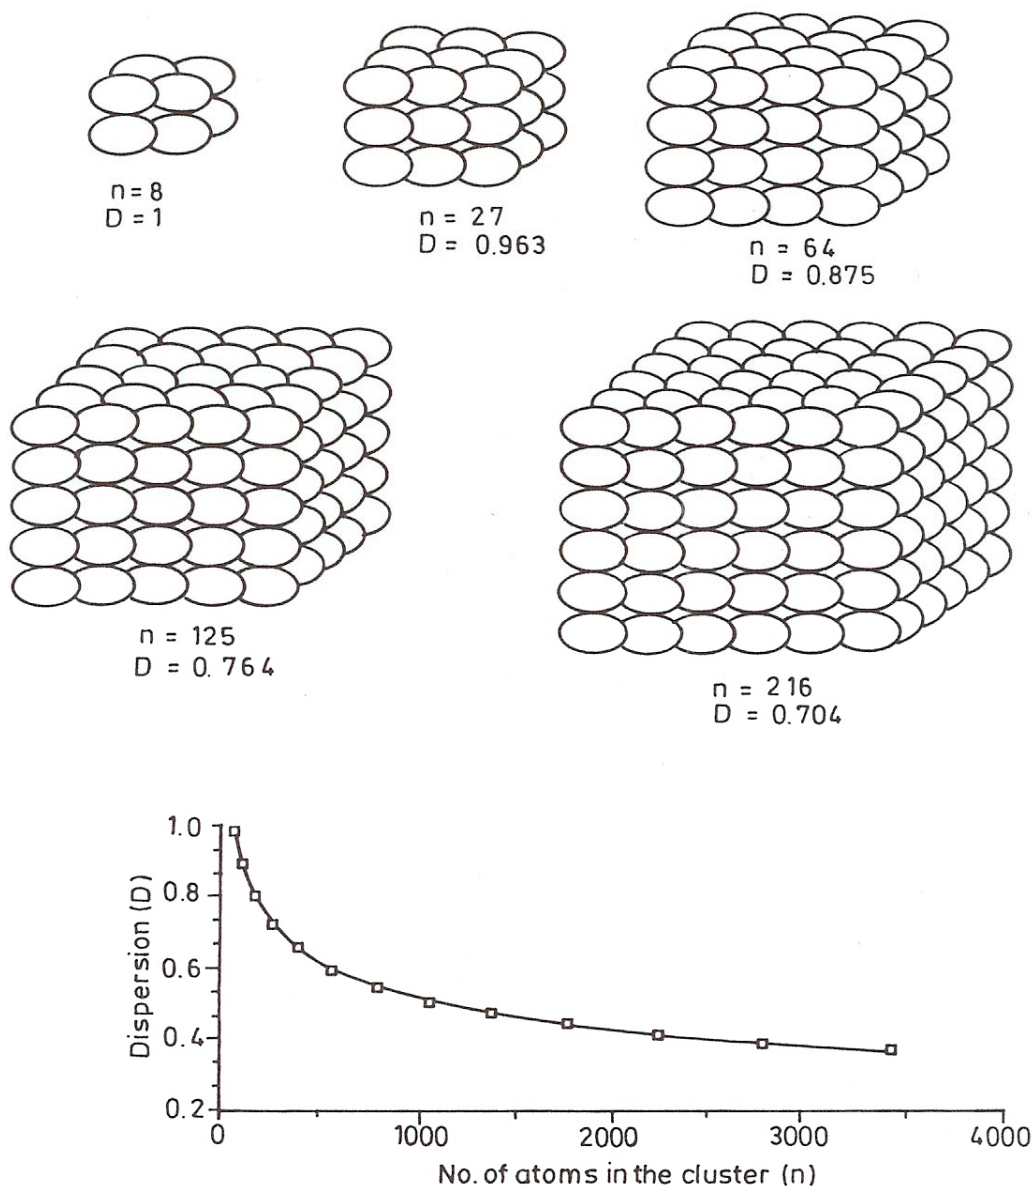 n = 8
D = 1
n = 27
D = 0.963
n = 64
D = 0.875
n = 125
D = 0.764
n = 216
D = 0.704
Dispersion (D)
1.0
0.8
0.6
0.4
0.2
0 1000 2000 3000 4000
No. of atoms in the cluster (n)